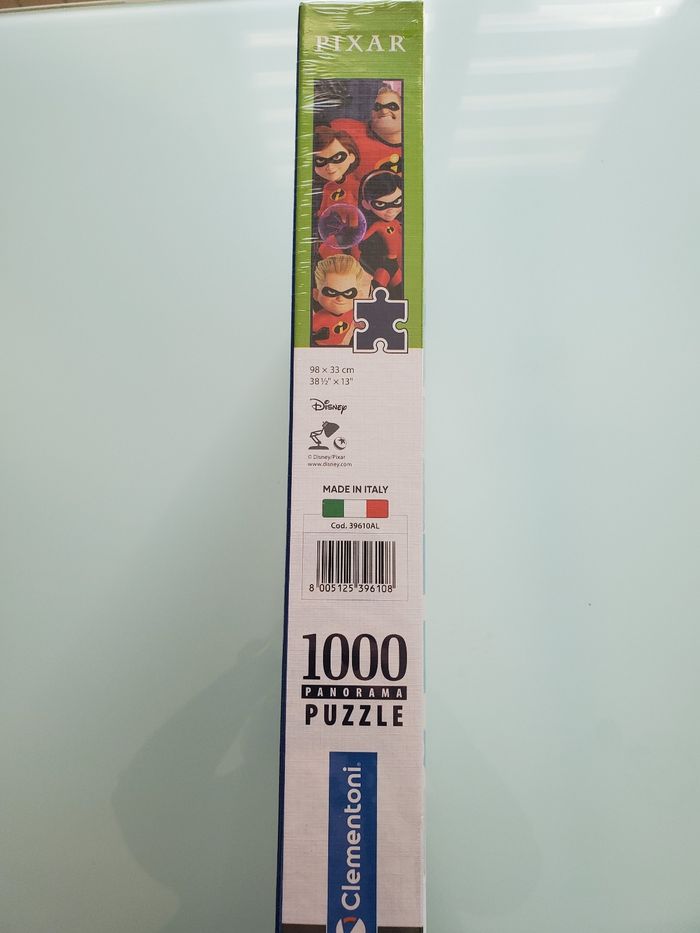 PIXAR
98 × 33 cm
38 ½" × 13"
Disney
© Disney/Pixar
www.disney.com
MADE IN ITALY
Cod. 39610AL
8 005125 396108
1000
PANORAMA
PUZZLE
Clementoni